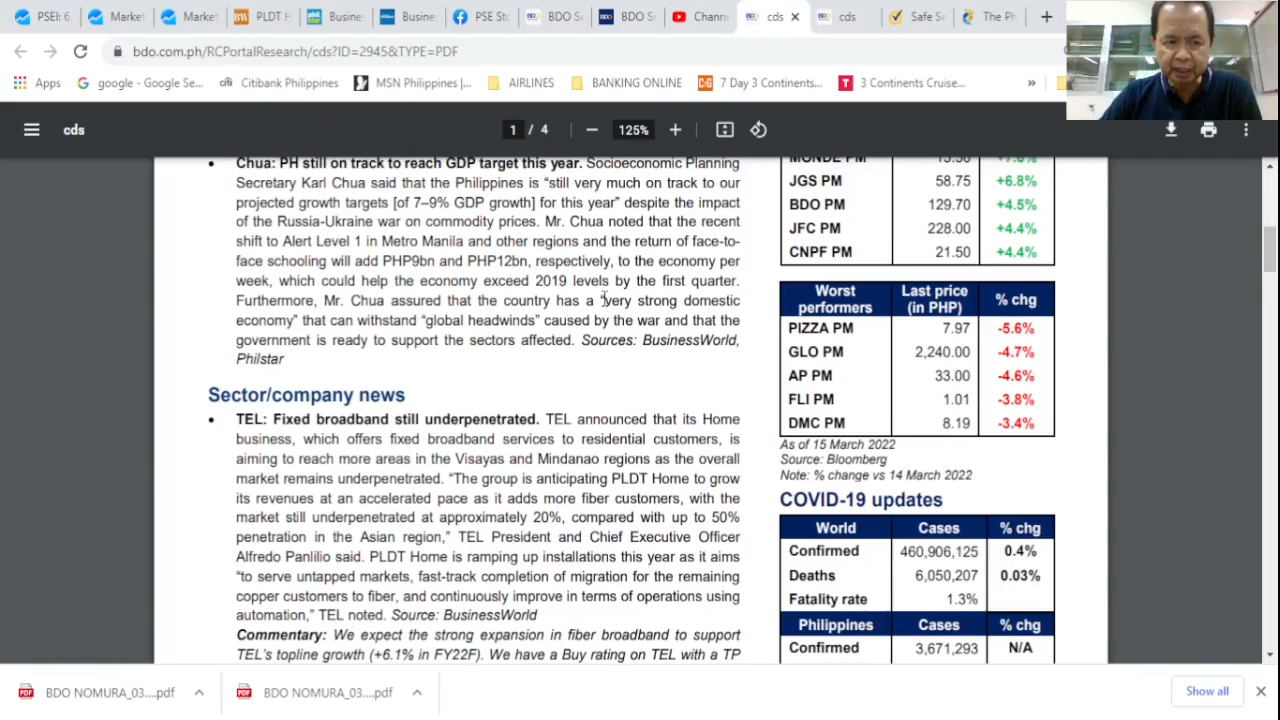 PSEI: 6,
Market
Market
PLDT H
Busine
Busine
PSE Sto
BDO Se
BDO Se
Channe
cds
cds
Safe Se
The Ph
bdo.com.ph/RCPortalResearch/cds?ID=2945&TYPE=PDF
Apps
google - Google Se...
Citibank Philippines
MSN Philippines |...
AIRLINES
BANKING ONLINE
7 Day 3 Continents...
3 Continents Cruise...
»
cds
1 / 4
125%
Chua: PH still on track to reach GDP target this year. Socioeconomic Planning
Secretary Karl Chua said that the Philippines is “still very much on track to our
projected growth targets [of 7–9% GDP growth] for this year” despite the impact
of the Russia-Ukraine war on commodity prices. Mr. Chua noted that the recent
shift to Alert Level 1 in Metro Manila and other regions and the return of face-to-
face schooling will add PHP9bn and PHP12bn, respectively, to the economy per
week, which could help the economy exceed 2019 levels by the first quarter.
Furthermore, Mr. Chua assured that the country has a “very strong domestic
economy” that can withstand “global headwinds” caused by the war and that the
government is ready to support the sectors affected. Sources: BusinessWorld,
Philstar
Sector/company news
TEL: Fixed broadband still underpenetrated. TEL announced that its Home
business, which offers fixed broadband services to residential customers, is
aiming to reach more areas in the Visayas and Mindanao regions as the overall
market remains underpenetrated. “The group is anticipating PLDT Home to grow
its revenues at an accelerated pace as it adds more fiber customers, with the
market still underpenetrated at approximately 20%, compared with up to 50%
penetration in the Asian region,” TEL President and Chief Executive Officer
Alfredo Panlilio said. PLDT Home is ramping up installations this year as it aims
“to serve untapped markets, fast-track completion of migration for the remaining
copper customers to fiber, and continuously improve in terms of operations using
automation,” TEL noted. Source: BusinessWorld
Commentary: We expect the strong expansion in fiber broadband to support
TEL’s topline growth (+6.1% in FY22F). We have a Buy rating on TEL with a TP
MONDE PM 15.50 +7.6%
JGS PM 58.75 +6.8%
BDO PM 129.70 +4.5%
JFC PM 228.00 +4.4%
CNPF PM 21.50 +4.4%
Worst performers Last price (in PHP) % chg
PIZZA PM 7.97 -5.6%
GLO PM 2,240.00 -4.7%
AP PM 33.00 -4.6%
FLI PM 1.01 -3.8%
DMC PM 8.19 -3.4%
As of 15 March 2022
Source: Bloomberg
Note: % change vs 14 March 2022
COVID-19 updates
World Cases % chg
Confirmed 460,906,125 0.4%
Deaths 6,050,207 0.03%
Fatality rate 1.3%
Philippines Cases % chg
Confirmed 3,671,293 N/A
BDO NOMURA_03....pdf
BDO NOMURA_03....pdf
Show all